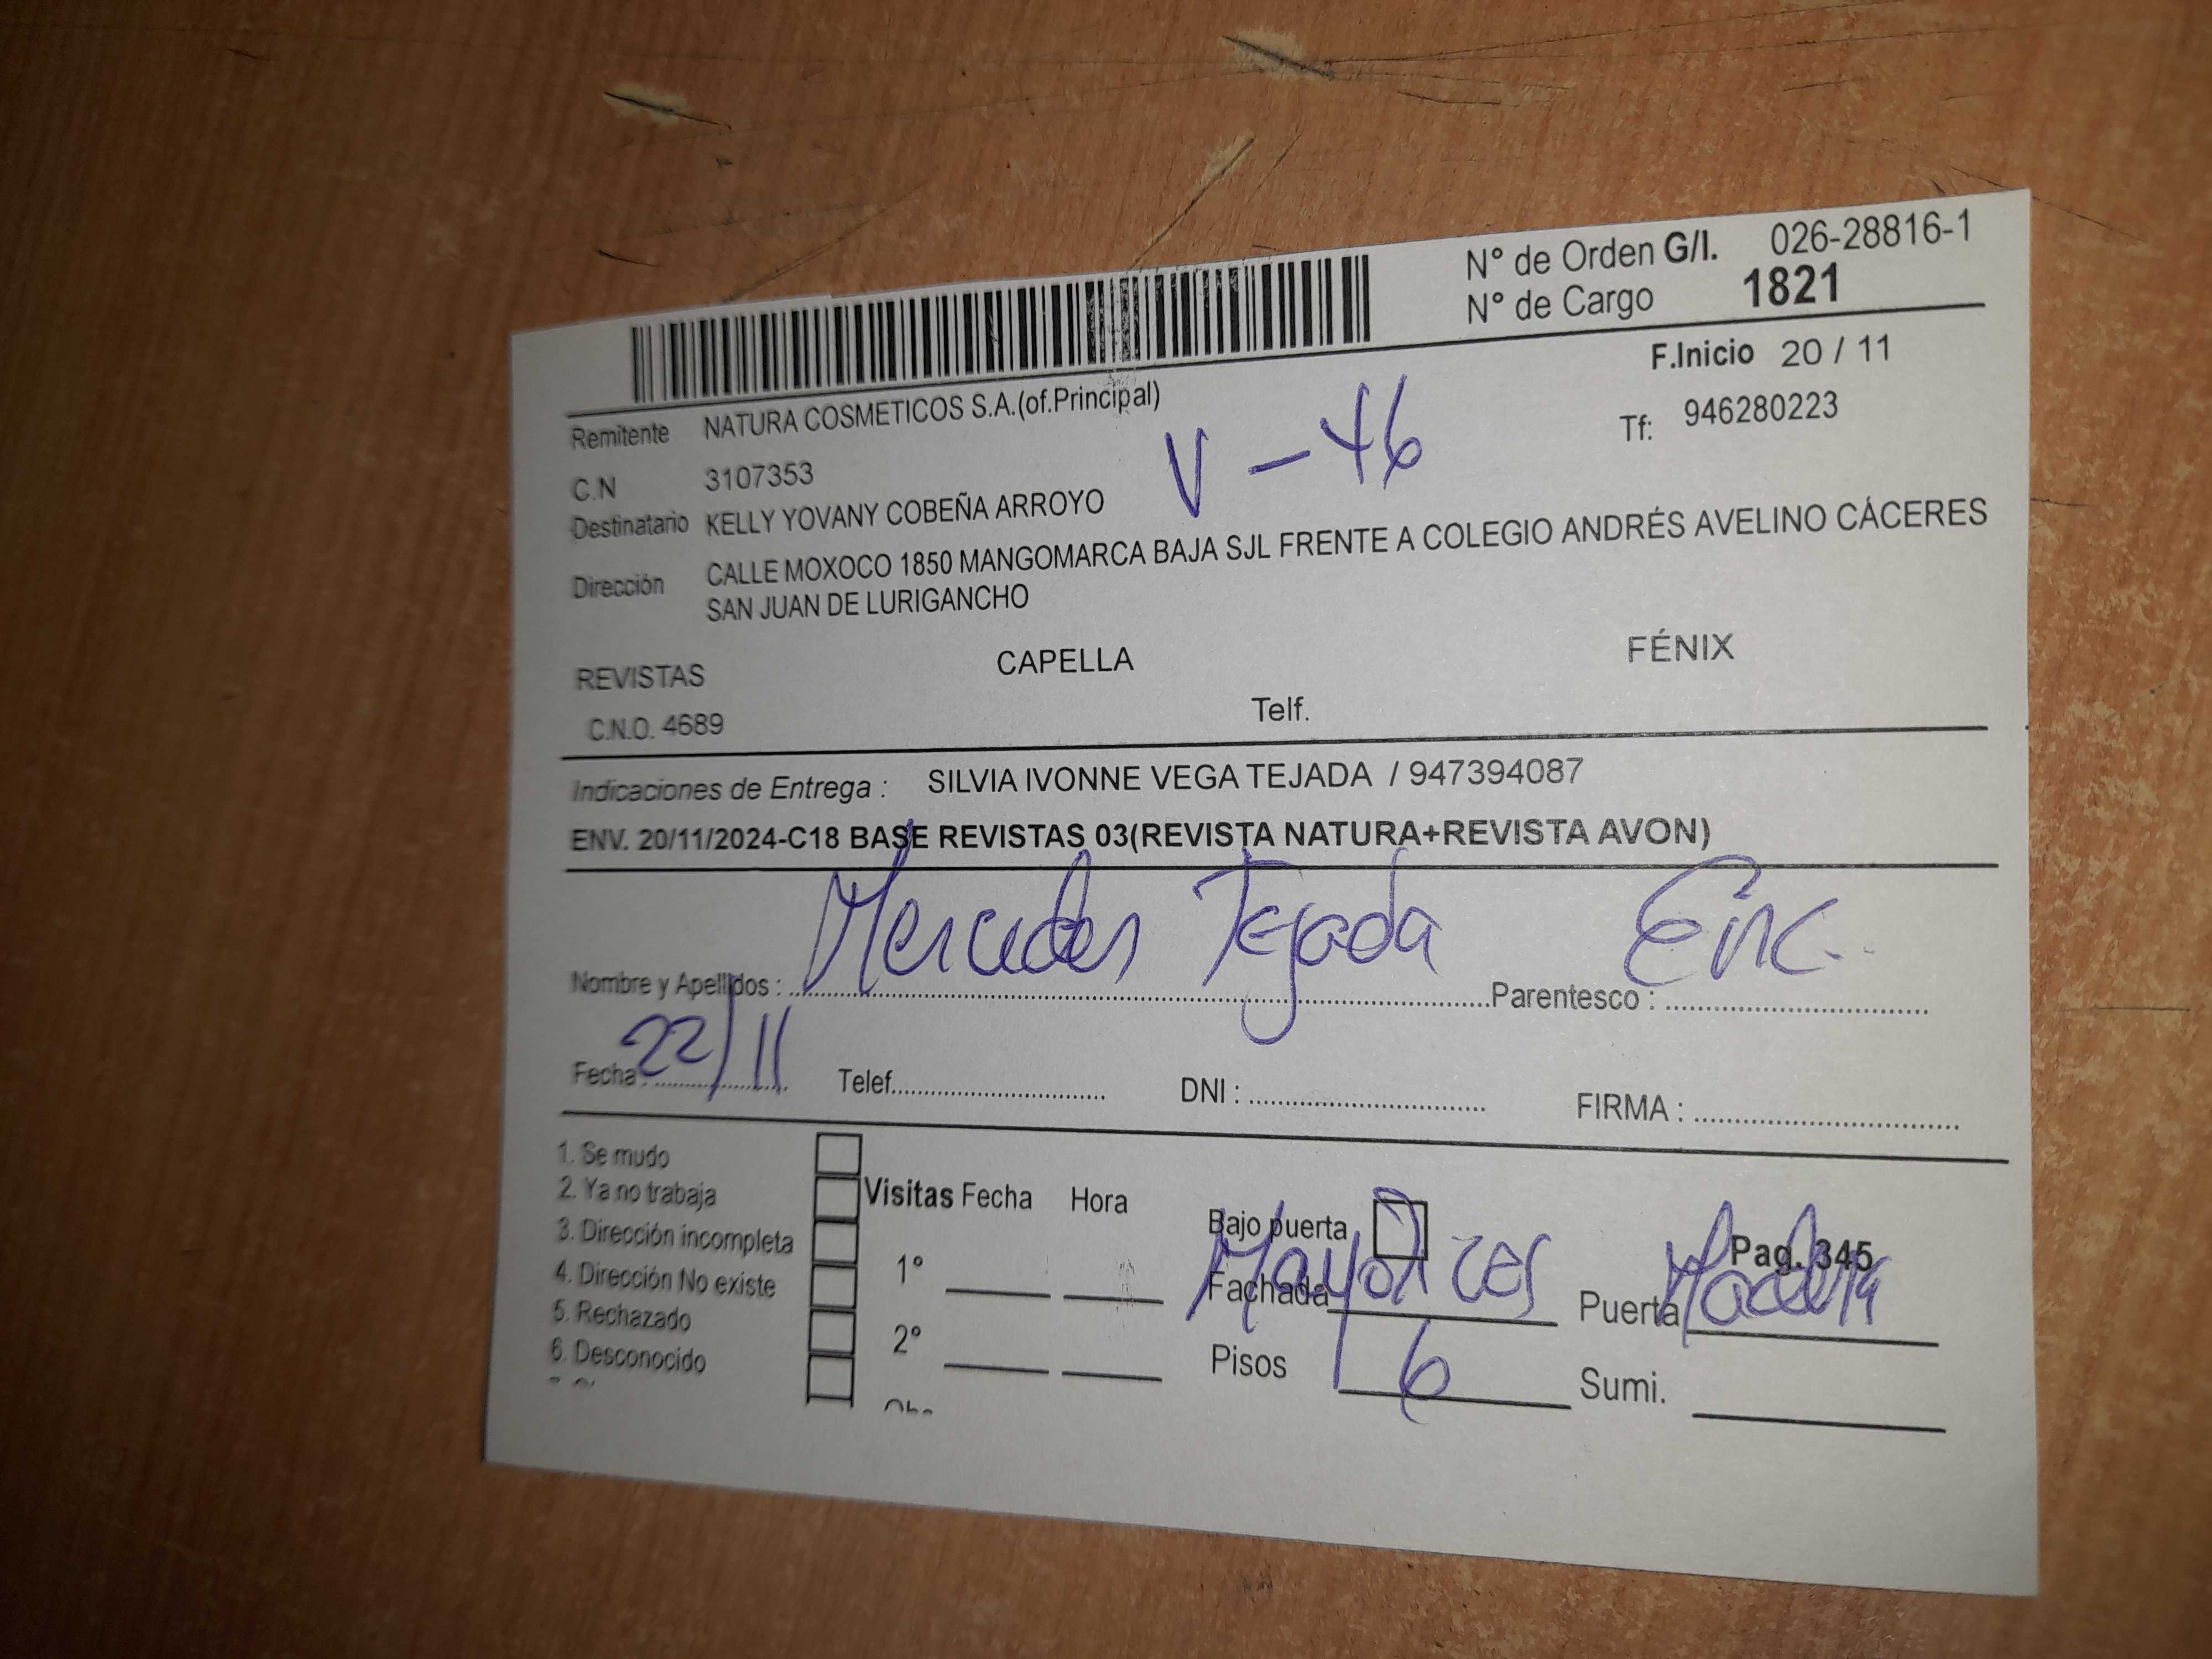 N° de Orden G/I. 026-28816-1
N° de Cargo 1821
F.Inicio 20 / 11
Remitente NATURA COSMETICOS S.A.(of.Principal)
Tf: 946280223
V - 46
C.N 3107353
Destinatario KELLY YOVANY COBEÑA ARROYO
Dirección CALLE MOXOCO 1850 MANGOMARCA BAJA SJL FRENTE A COLEGIO ANDRÉS AVELINO CÁCERES
SAN JUAN DE LURIGANCHO
REVISTAS CAPELLA FÉNIX
C.N.O. 4689 Telf.
Indicaciones de Entrega : SILVIA IVONNE VEGA TEJADA / 947394087
ENV. 20/11/2024-C18 BASE REVISTAS 03(REVISTA NATURA+REVISTA AVON)
Nombre y Apellidos : Mercedes Tejada Parentesco :
Fecha : 22/11 Telef. DNI : FIRMA :
1. Se mudo
2. Ya no trabaja
3. Dirección incompleta
4. Dirección No existe
5. Rechazado
6. Desconocido
Visitas Fecha Hora
1°
2°
Bajo puerta
Pag. 345
Fachada Puerta
Pisos 6 Sumi.